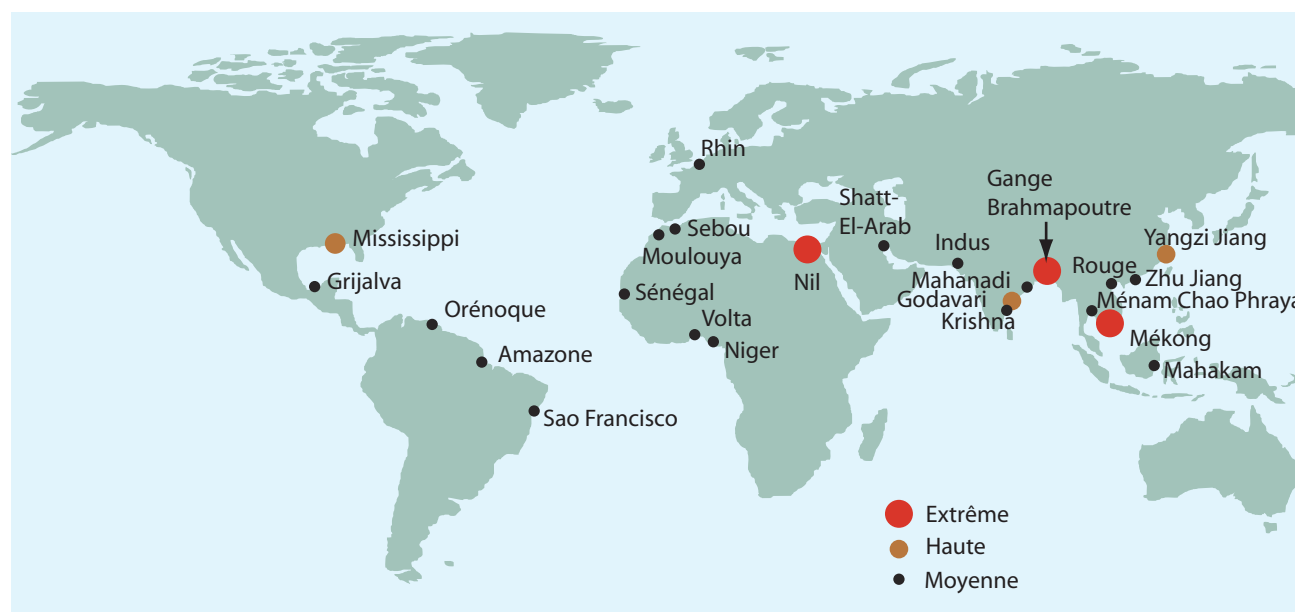 Rhin
Gange
Brahmapoutre
Shatt-
El-Arab
Mississippi
Sebou
Moulouya
Indus
Yangzi Jiang
Grijalva
Sénégal
Nil
Mahanadi
Rouge
Zhu Jiang
Godavari
Ménam Chao Phraya
Krishna
Orénoque
Volta
Niger
Mékong
Amazone
Mahakam
Sao Francisco
Extrême
Haute
Moyenne